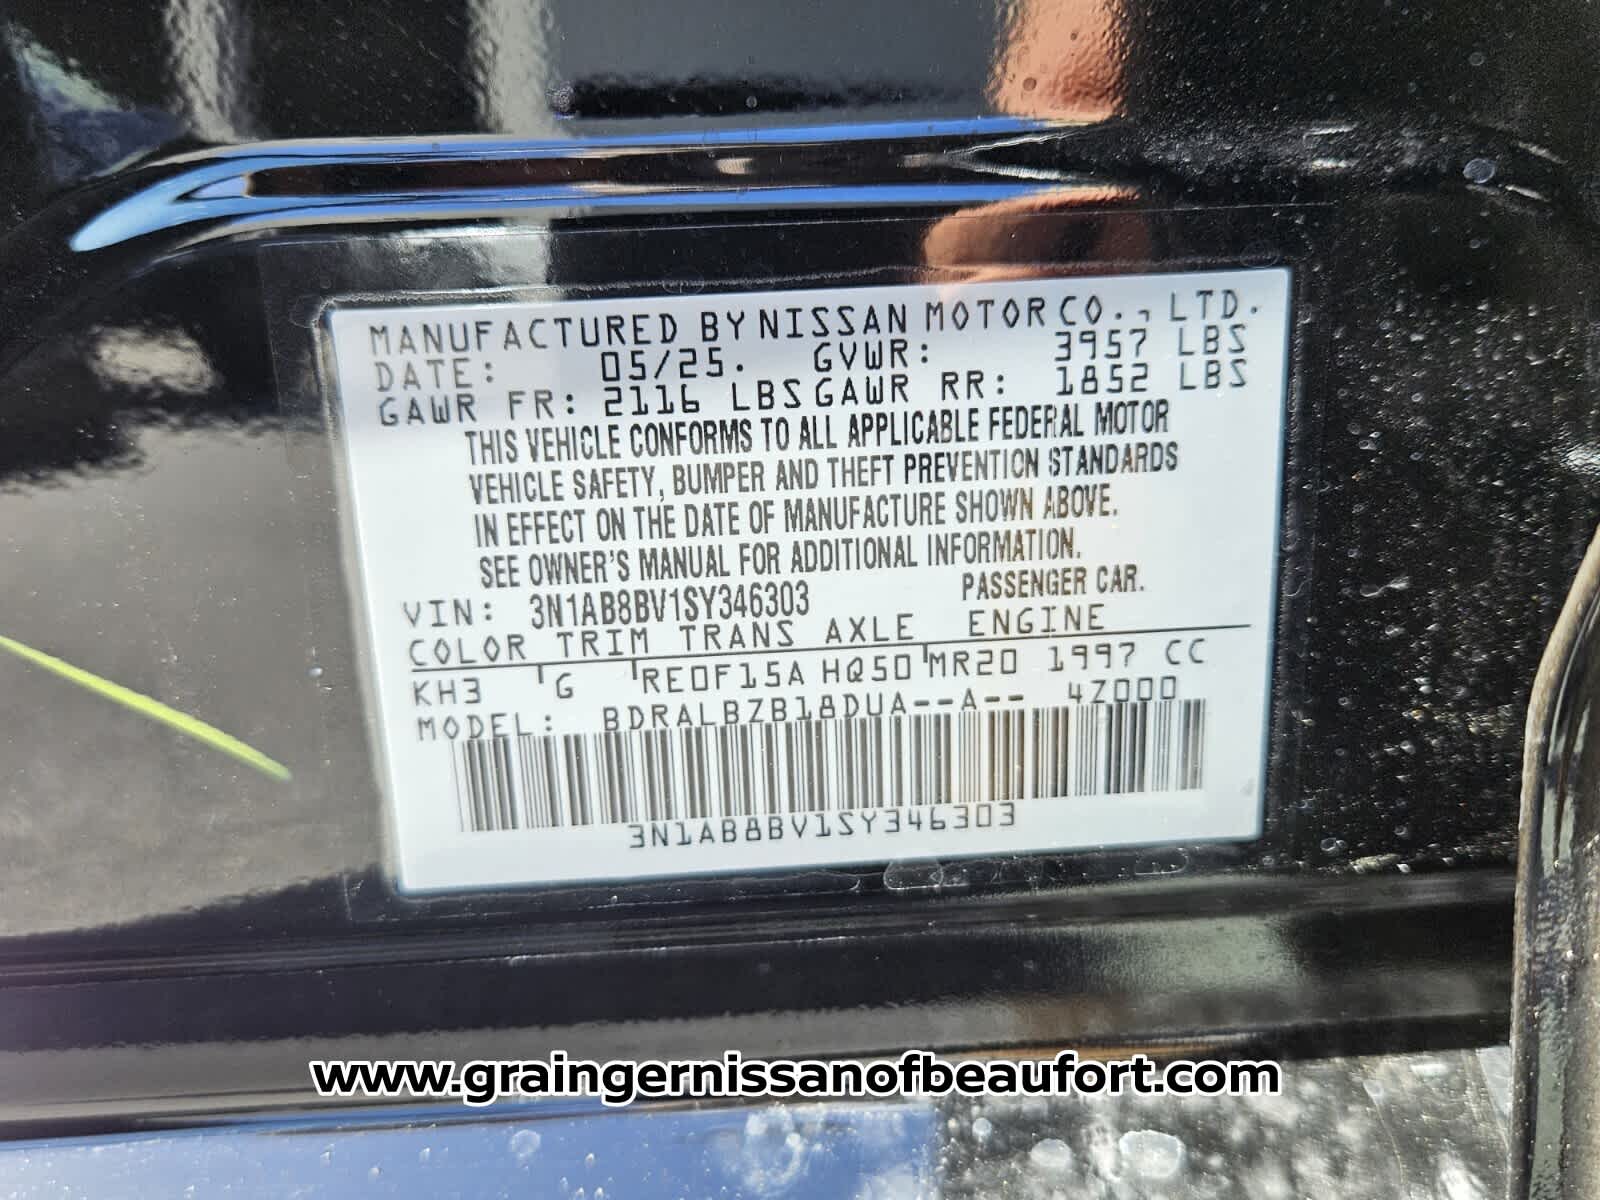 MANUFACTURED BY NISSAN MOTOR CO., LTD.
DATE: 05/25. GVWR: 3957 LBS
GAWR FR: 2116 LBS GAWR RR: 1852 LBS
THIS VEHICLE CONFORMS TO ALL APPLICABLE FEDERAL MOTOR
VEHICLE SAFETY, BUMPER AND THEFT PREVENTION STANDARDS
IN EFFECT ON THE DATE OF MANUFACTURE SHOWN ABOVE.
SEE OWNER'S MANUAL FOR ADDITIONAL INFORMATION.
VIN: 3N1AB8BV1SY346303 PASSENGER CAR.
COLOR TRIM TRANS AXLE ENGINE
KH3 G RE0F15A HQ50 MR20 1997 CC
MODEL: BDRALBZB18DUA--A-- 4Z000
3N1AB8BV1SY346303
www.graingernissanofbeaufort.com